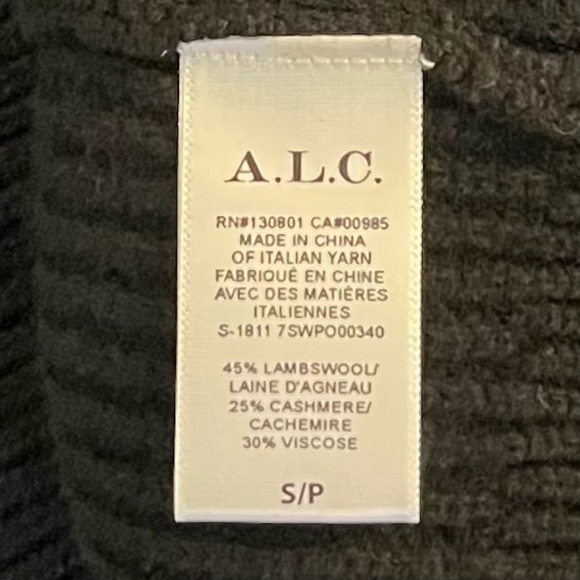 A.L.C.
RN#130801 CA#00985
MADE IN CHINA
OF ITALIAN YARN
FABRIQUÉ EN CHINE
AVEC DES MATIÈRES
ITALIENNES
S-1811 7SWPO00340
45% LAMBSWOOL/
LAINE D'AGNEAU
25% CASHMERE/
CACHEMIRE
30% VISCOSE
S/P